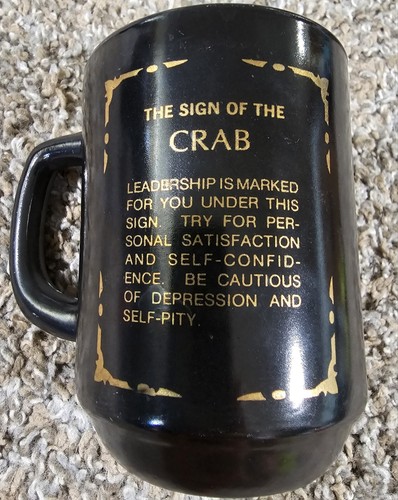 THE SIGN OF THE
CRAB
LEADERSHIP IS MARKED
FOR YOU UNDER THIS
SIGN. TRY FOR PER-
SONAL SATISFACTION
AND SELF-CONFID-
ENCE. BE CAUTIOUS
OF DEPRESSION AND
SELF-PITY.